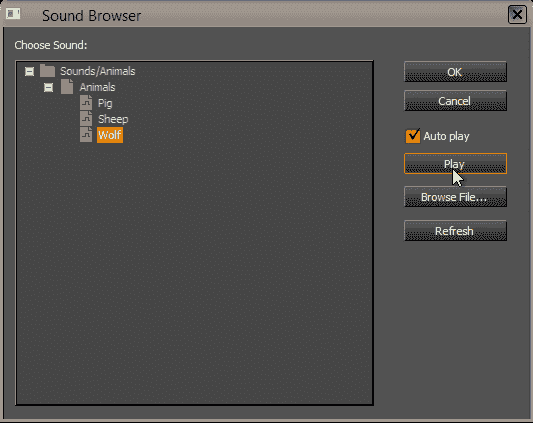 Sound Browser
Choose Sound:
Sounds/Animals
Animals
Pig
Sheep
Wolf
OK
Cancel
Auto play
Play
Browse File...
Refresh